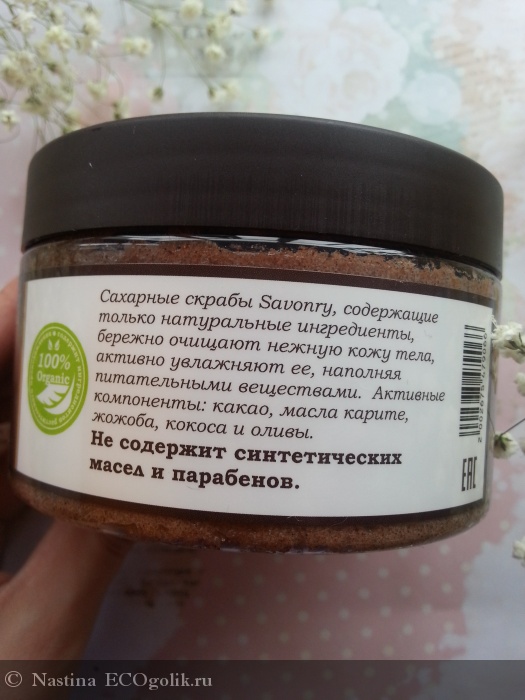 Сахарные скрабы Savonry, содержащие
только натуральные ингредиенты,
бережно очищают нежную кожу тела,
активно увлажняют ее, наполняя
питательными веществами. Активные
компоненты: какао, масла карите,
жожоба, кокоса и оливы.
Не содержит синтетических
масел и парабенов.
100%
Organic
EAC
© Nastina ECOgolik.ru